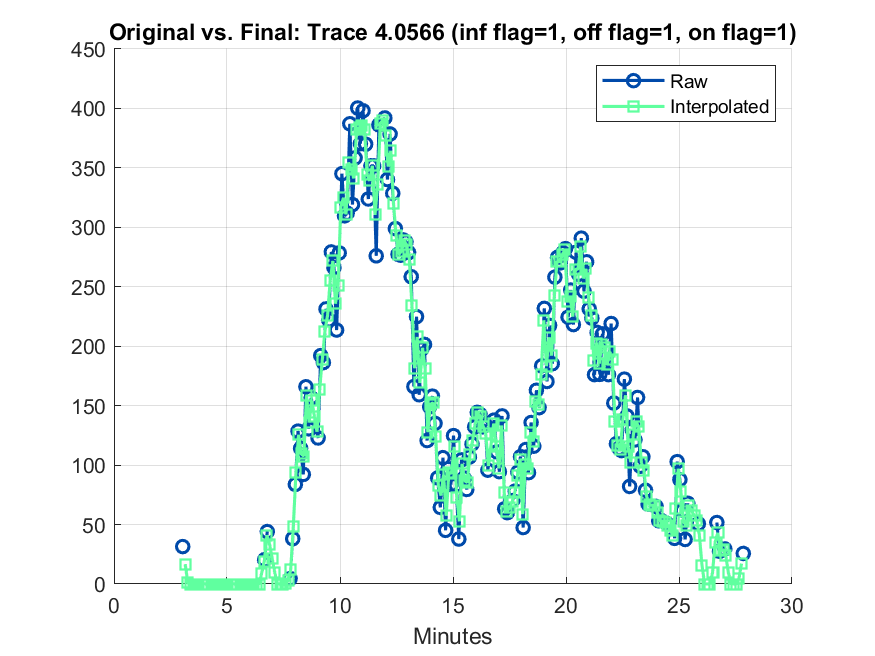 Original vs. Final: Trace 4.0566 (inf flag=1, off flag=1, on flag=1)
450
400
350
300
250
200
150
100
50
0
Raw
Interpolated
0 5 10 15 20 25 30
Minutes